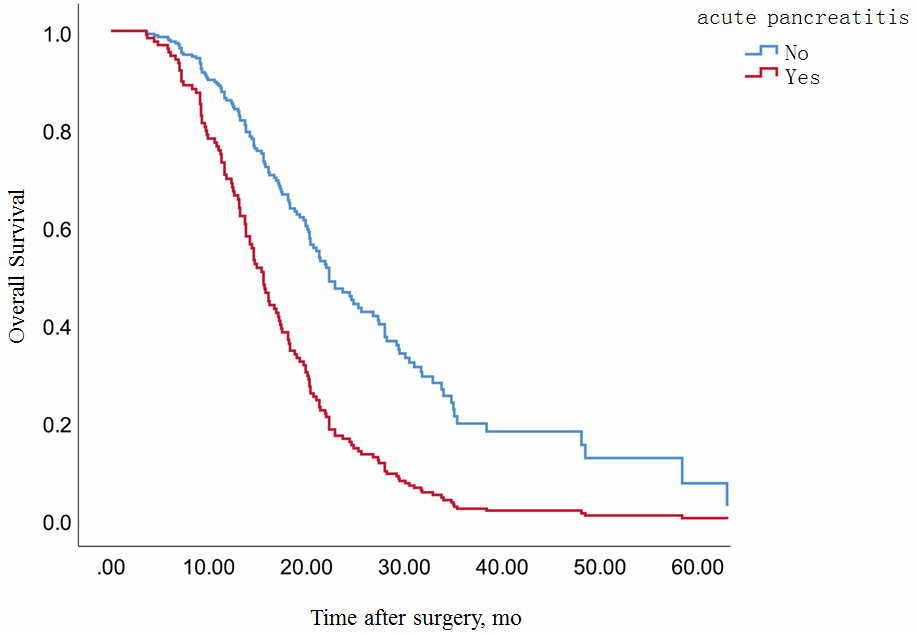 acute pancreatitis
No
Yes
Overall Survival
1.0
0.8
0.6
0.4
0.2
0.0
.00 10.00 20.00 30.00 40.00 50.00 60.00
Time after surgery, mo